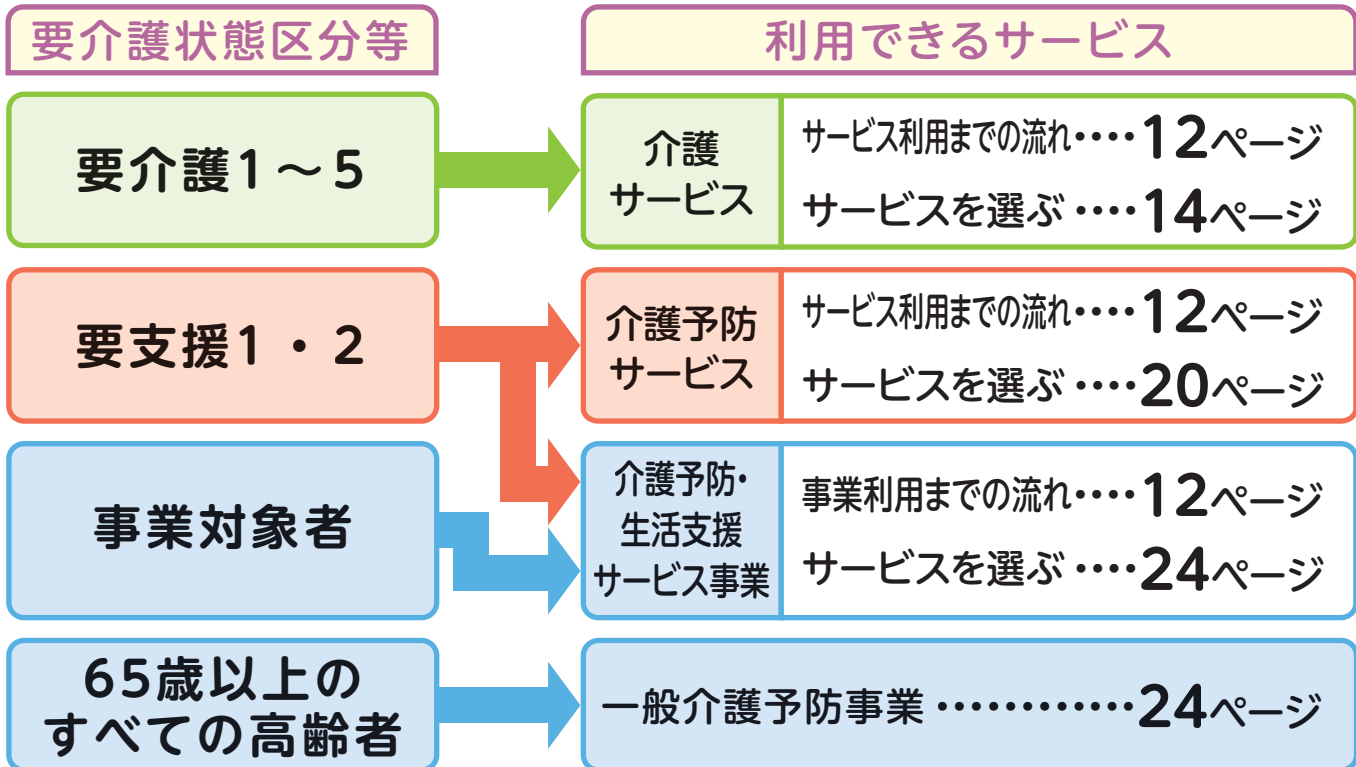 要介護状態区分等
利用できるサービス
要介護1～5
介護
サービス
サービス利用までの流れ････12ページ
サービスを選ぶ････14ページ
要支援1・2
介護予防
サービス
サービス利用までの流れ････12ページ
サービスを選ぶ････20ページ
事業対象者
介護予防・
生活支援
サービス事業
事業利用までの流れ････12ページ
サービスを選ぶ････24ページ
65歳以上の
すべての高齢者
一般介護予防事業････････････24ページ